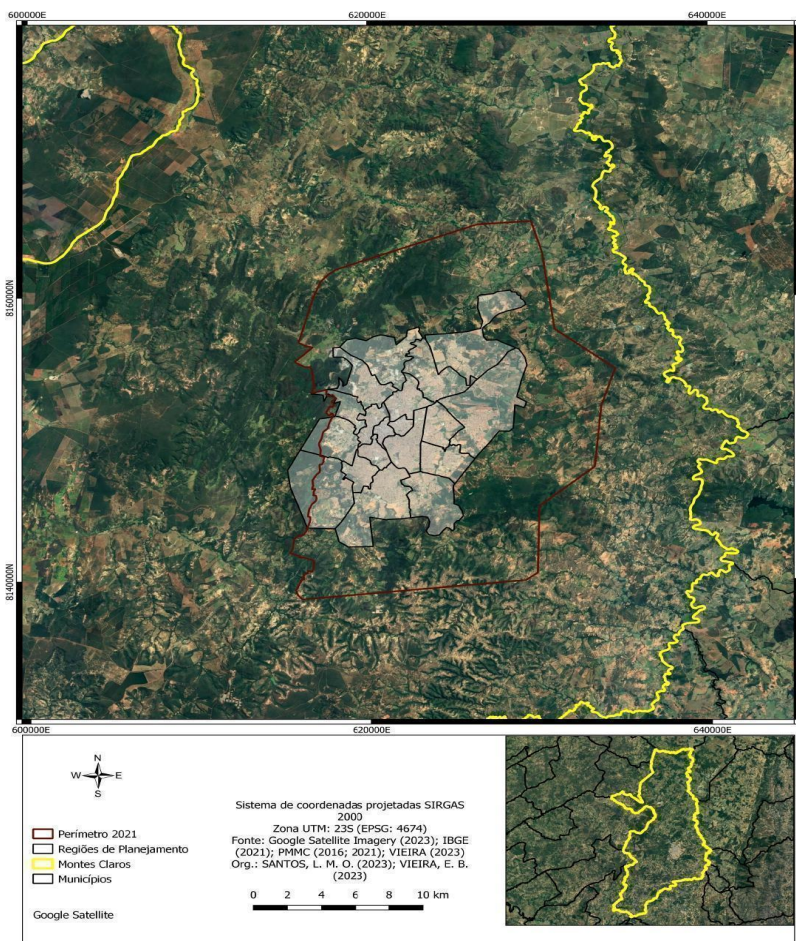 600000E 620000E 640000E
8160000N
8140000N
600000E 620000E 640000E
N
W E
S
Perímetro 2021
Regiões de Planejamento
Montes Claros
Municípios
Google Satellite
Sistema de coordenadas projetadas SIRGAS
2000
Zona UTM: 23S (EPSG: 4674)
Fonte: Google Satellite Imagery (2023); IBGE
(2021); PMMC (2016; 2021); VIEIRA (2023)
Org.: SANTOS, L. M. O. (2023); VIEIRA, E. B.
(2023)
0 2 4 6 8 10 km